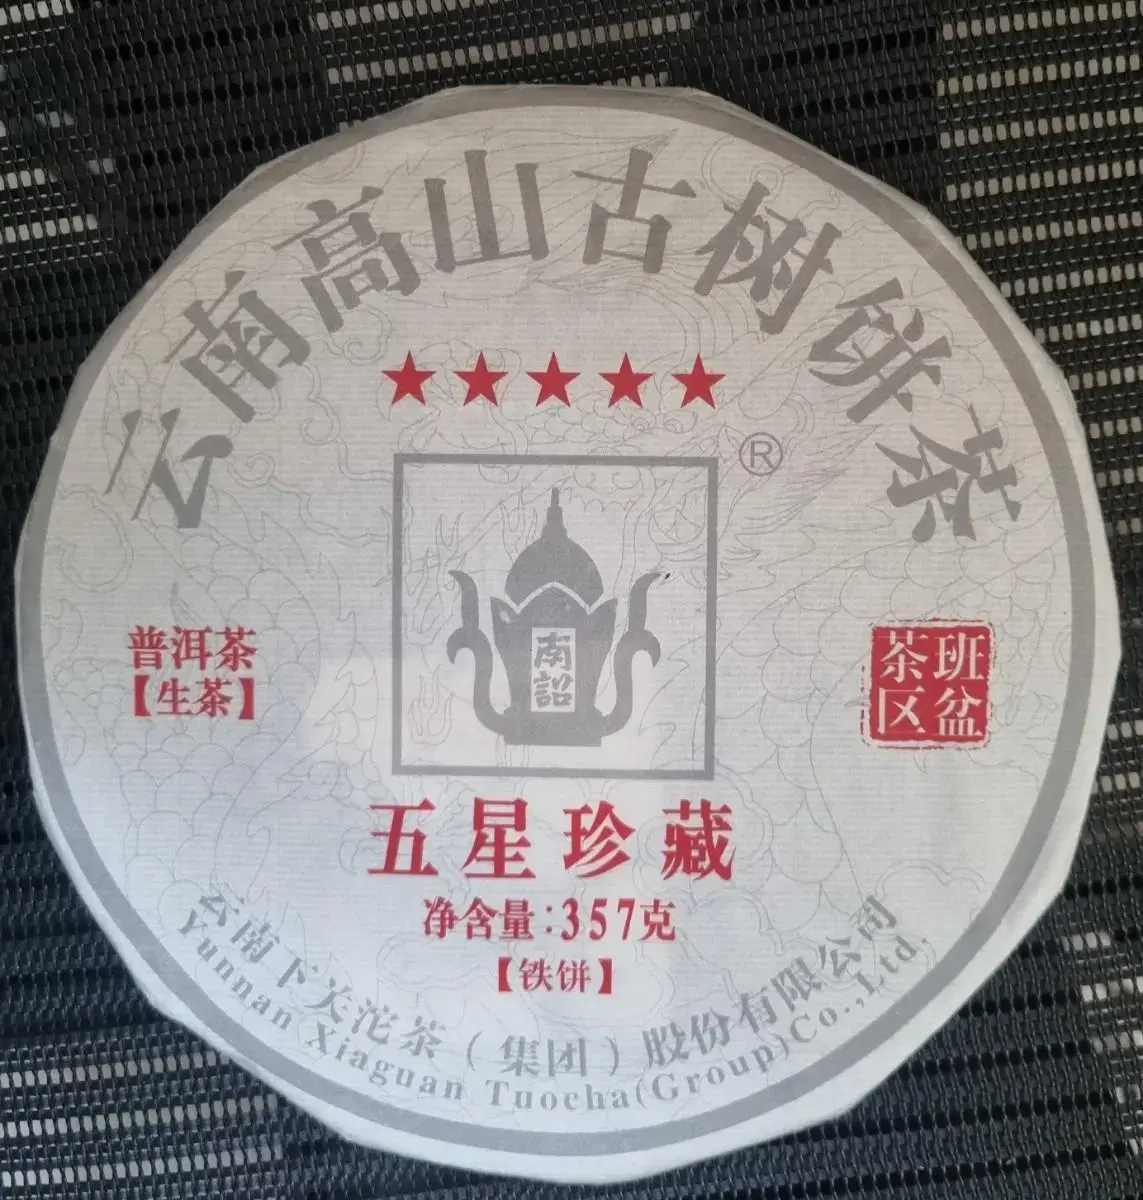 云南高山古树饼茶
★★★★★
®
南诏
普洱茶
【生茶】
班盆
茶区
五星珍藏
净含量:357克
【铁饼】
云南下关沱茶(集团)股份有限公司
Yunnan Xiaguan Tuocha(Group)Co.,Ltd.